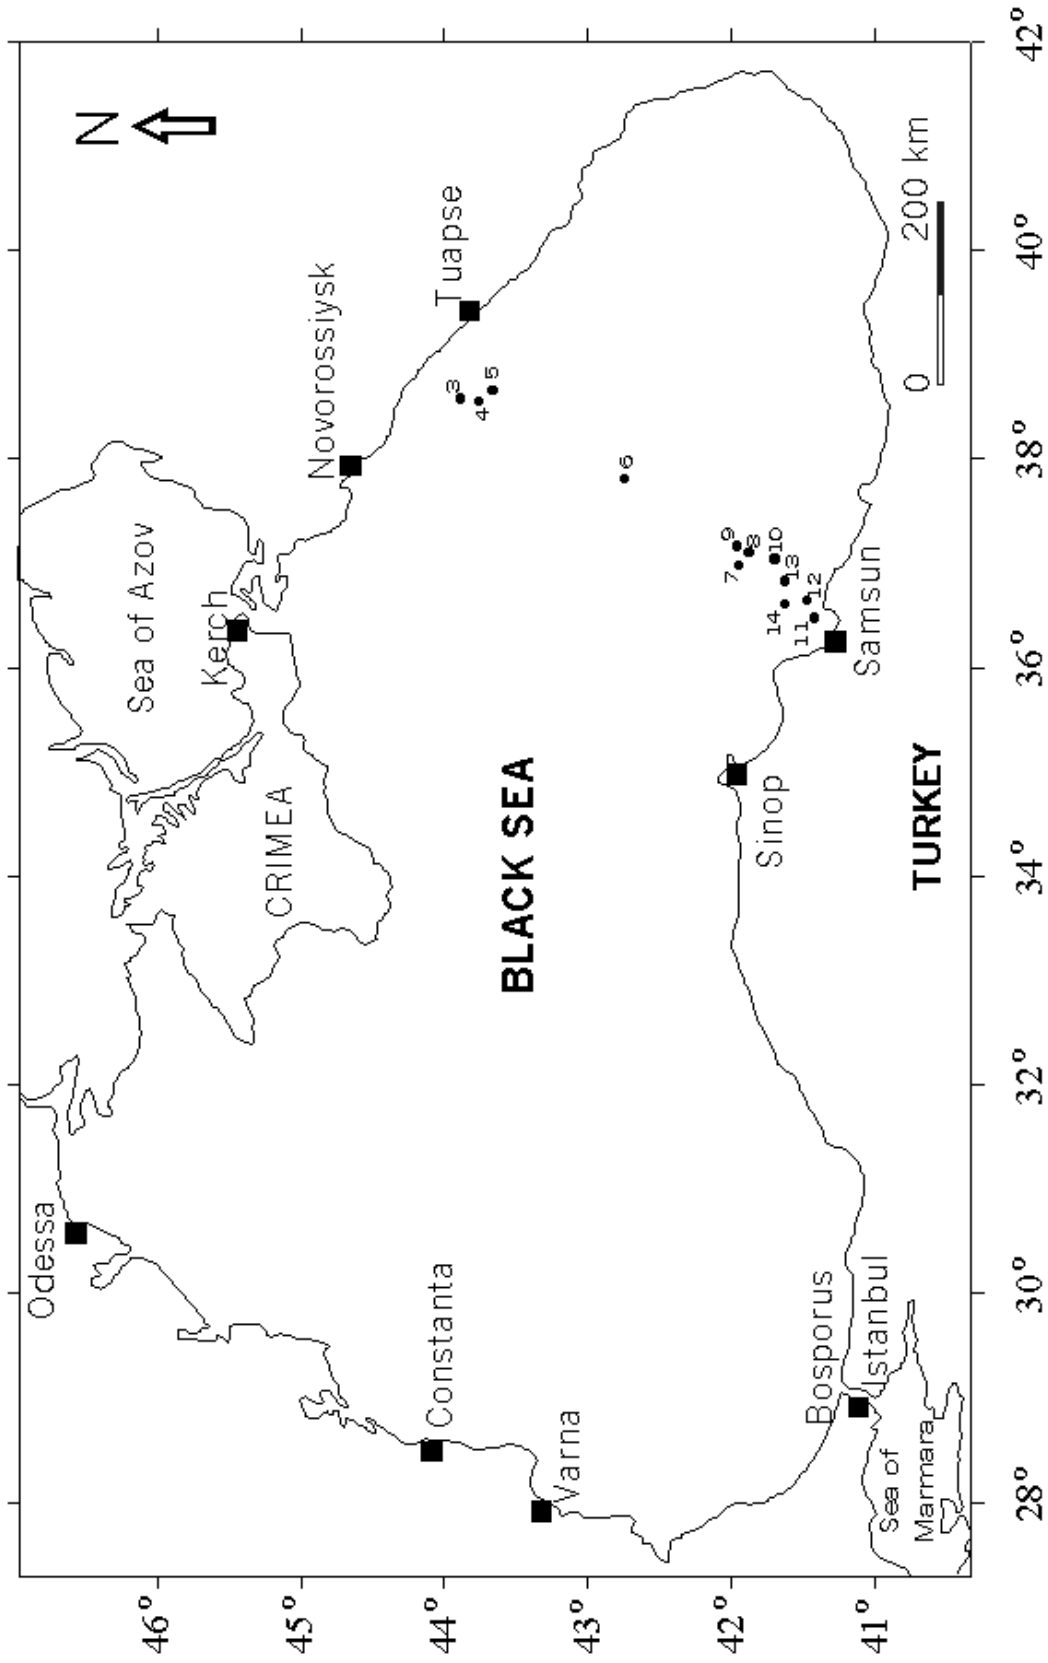 N
Odessa
Sea of Azov
Kerch
CRIMEA
Novorossiysk
Tuapse
Constanta
Varna
BLACK SEA
3
4
5
6
7
9
8
10
13
14
12
11
Sinop
Samsun
Bosporus
Istanbul
Sea of
Marmara
TURKEY
0 200 km
46°
45°
44°
43°
42°
41°
28° 30° 32° 34° 36° 38° 40° 42°